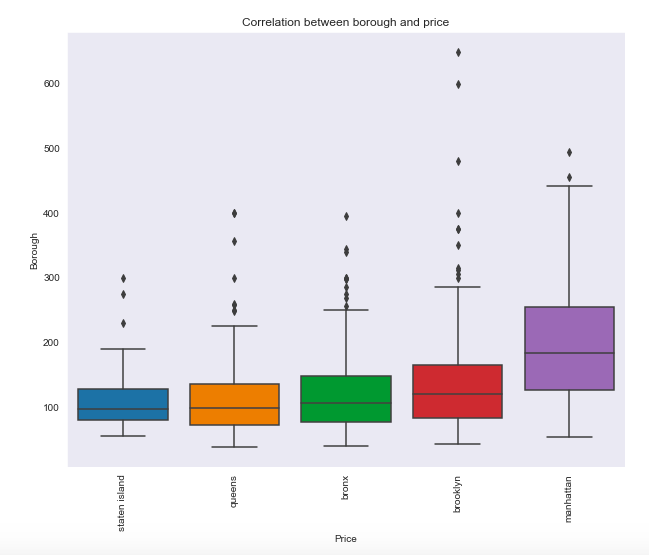 Correlation between borough and price
600
500
400
300
200
100
Borough
staten island
queens
bronx
brooklyn
manhattan
Price